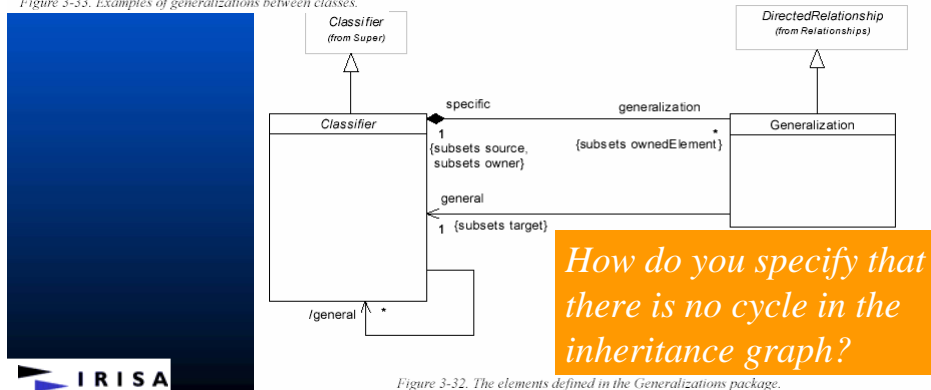 Figure 3-33. Examples of generalizations between classes.
Classifier
(from Super)
DirectedRelationship
(from Relationships)
specific
generalization
Classifier
Generalization
1
*
{subsets source,
subsets owner}
{subsets ownedElement}
general
1
{subsets target}
/general
*
How do you specify that
there is no cycle in the
inheritance graph?
IRISA
Figure 3-32. The elements defined in the Generalizations package.